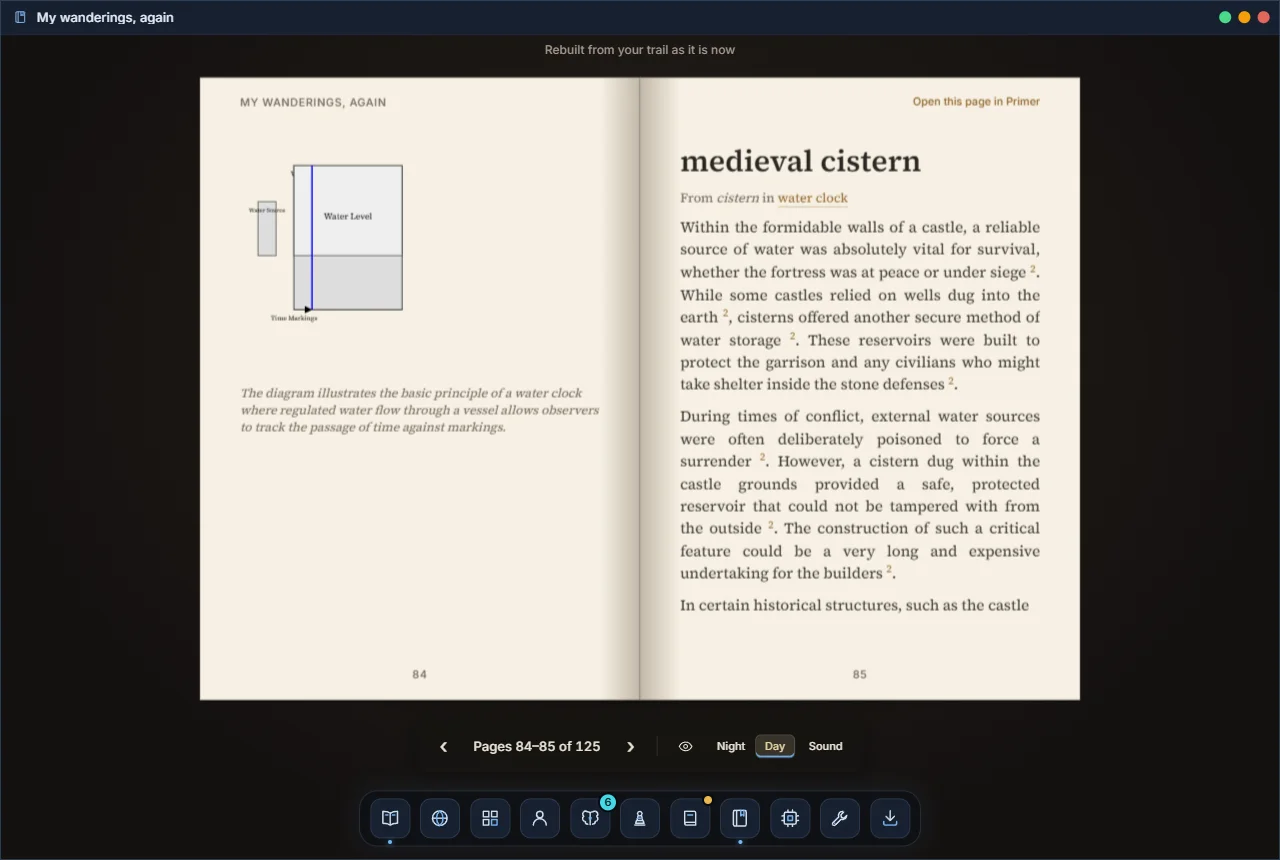 My wanderings, again
Rebuilt from your trail as it is now
MY WANDERINGS, AGAIN
Water Source
Water Level
Time Markings
The diagram illustrates the basic principle of a water clock
where regulated water flow through a vessel allows observers
to track the passage of time against markings.
84
Open this page in Primer
medieval cistern
From cistern in water clock
Within the formidable walls of a castle, a reliable
source of water was absolutely vital for survival,
whether the fortress was at peace or under siege 2.
While some castles relied on wells dug into the
earth 2, cisterns offered another secure method of
water storage 2. These reservoirs were built to
protect the garrison and any civilians who might
take shelter inside the stone defenses 2.
During times of conflict, external water sources
were often deliberately poisoned to force a
surrender 2. However, a cistern dug within the
castle grounds provided a safe, protected
reservoir that could not be tampered with from
the outside 2. The construction of such a critical
feature could be a very long and expensive
undertaking for the builders 2.
In certain historical structures, such as the castle
85
Pages 84–85 of 125
Night
Day
Sound
6